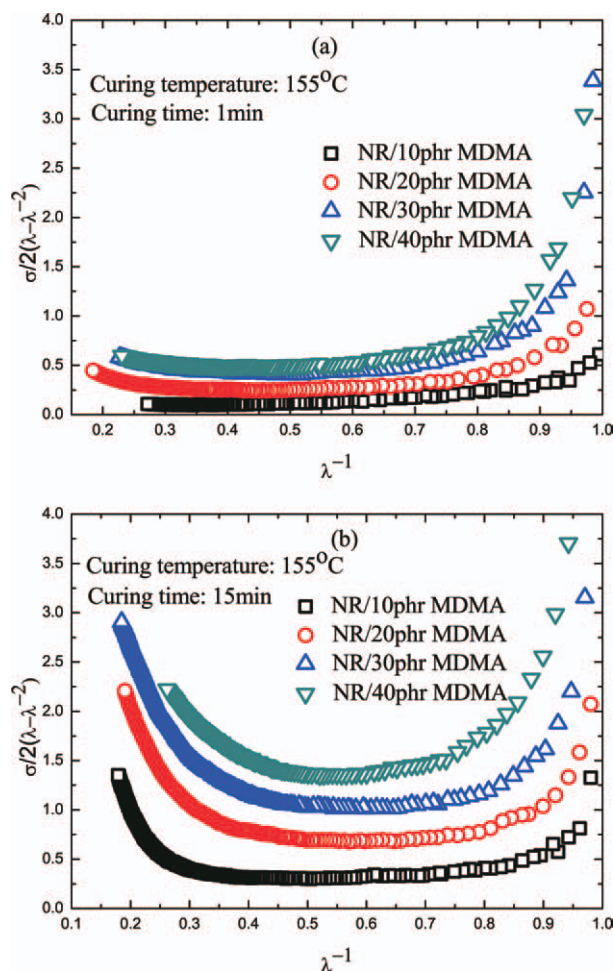 (a)
Curing temperature: 155°C
Curing time: 1min
NR/10phr MDMA
NR/20phr MDMA
NR/30phr MDMA
NR/40phr MDMA
σ/2(λ-λ⁻²)
4.0
3.5
3.0
2.5
2.0
1.5
1.0
0.5
0.0
0.2 0.3 0.4 0.5 0.6 0.7 0.8 0.9 1.0
λ⁻¹
(b)
Curing temperature: 155°C
Curing time: 15min
NR/10phr MDMA
NR/20phr MDMA
NR/30phr MDMA
NR/40phr MDMA
σ/2(λ-λ⁻²)
4.0
3.5
3.0
2.5
2.0
1.5
1.0
0.5
0.0
0.1 0.2 0.3 0.4 0.5 0.6 0.7 0.8 0.9 1.0
λ⁻¹